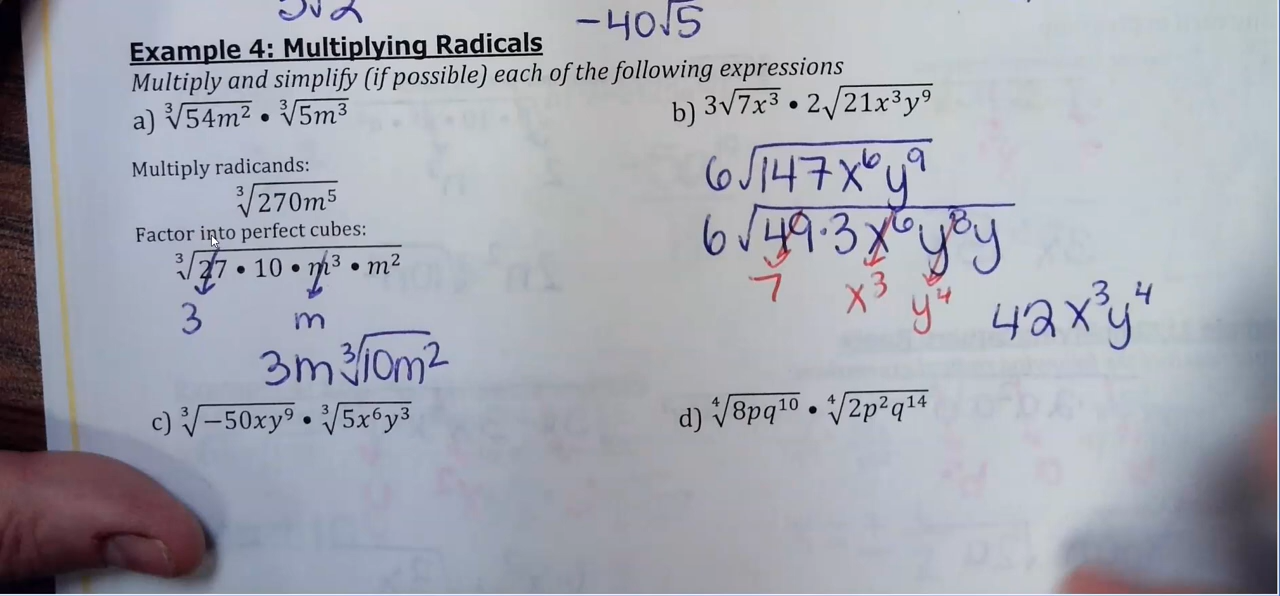 -40√5
Example 4: Multiplying Radicals
Multiply and simplify (if possible) each of the following expressions
a) ∛54m² • ∛5m³
b) 3√7x³ • 2√21x³y⁹
Multiply radicands:
∛270m⁵
Factor into perfect cubes:
∛27 • 10 • m³ • m²
3 m
3m∛10m²
6√147x⁶y⁹
6√49·3x⁶y⁸y
7 x³ y⁴
42x³y⁴
c) ∛-50xy⁹ • ∛5x⁶y³
d) ∜8pq¹⁰ • ∜2p²q¹⁴